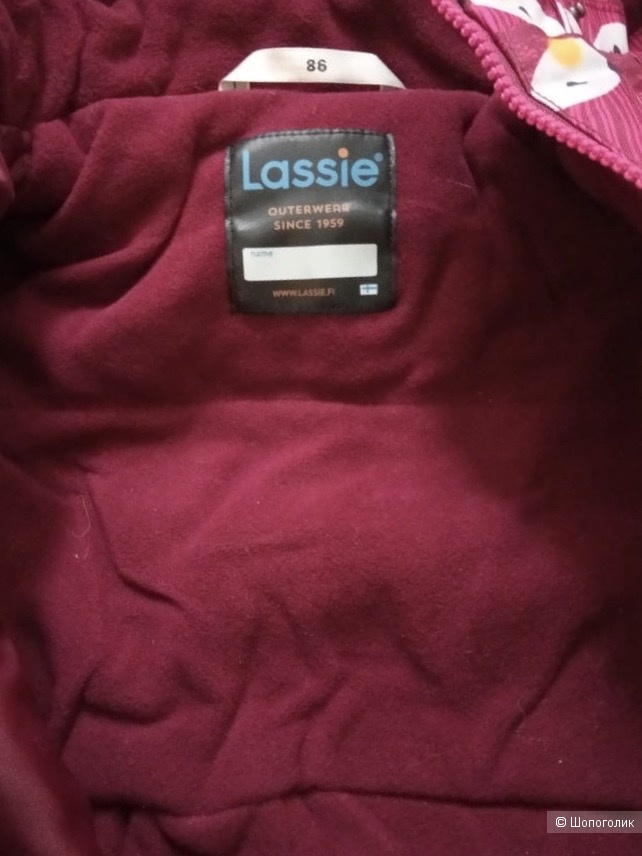 86
Lassie®
OUTERWEAR
SINCE 1959
name
WWW.LASSIE.FI
© Шопоголик